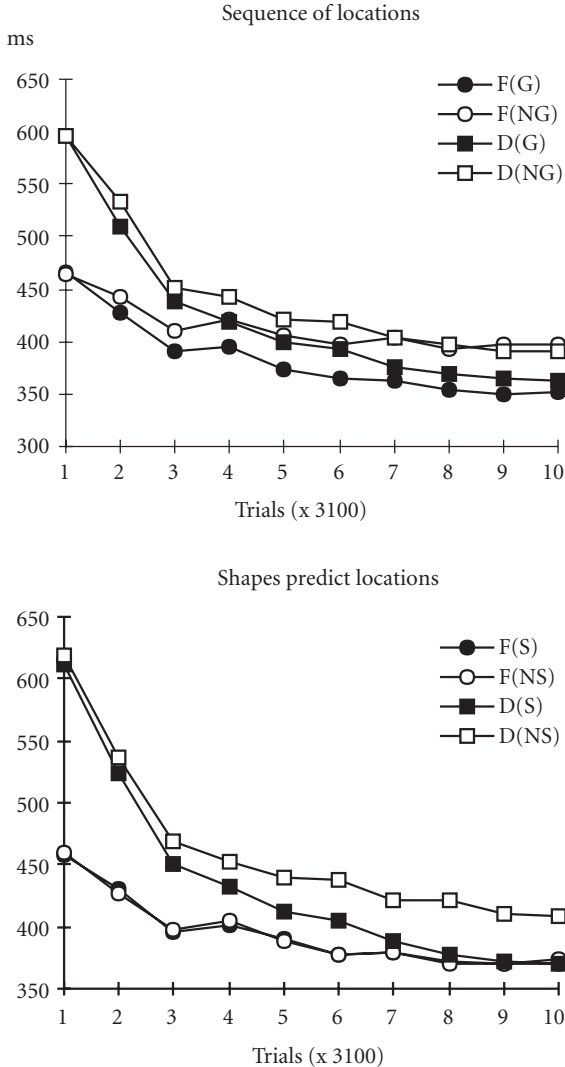 Sequence of locations
ms
650
600
550
500
450
400
350
300
F(G)
F(NG)
D(G)
D(NG)
1 2 3 4 5 6 7 8 9 10
Trials (x 3100)
Shapes predict locations
650
600
550
500
450
400
350
F(S)
F(NS)
D(S)
D(NS)
1 2 3 4 5 6 7 8 9 10
Trials (x 3100)